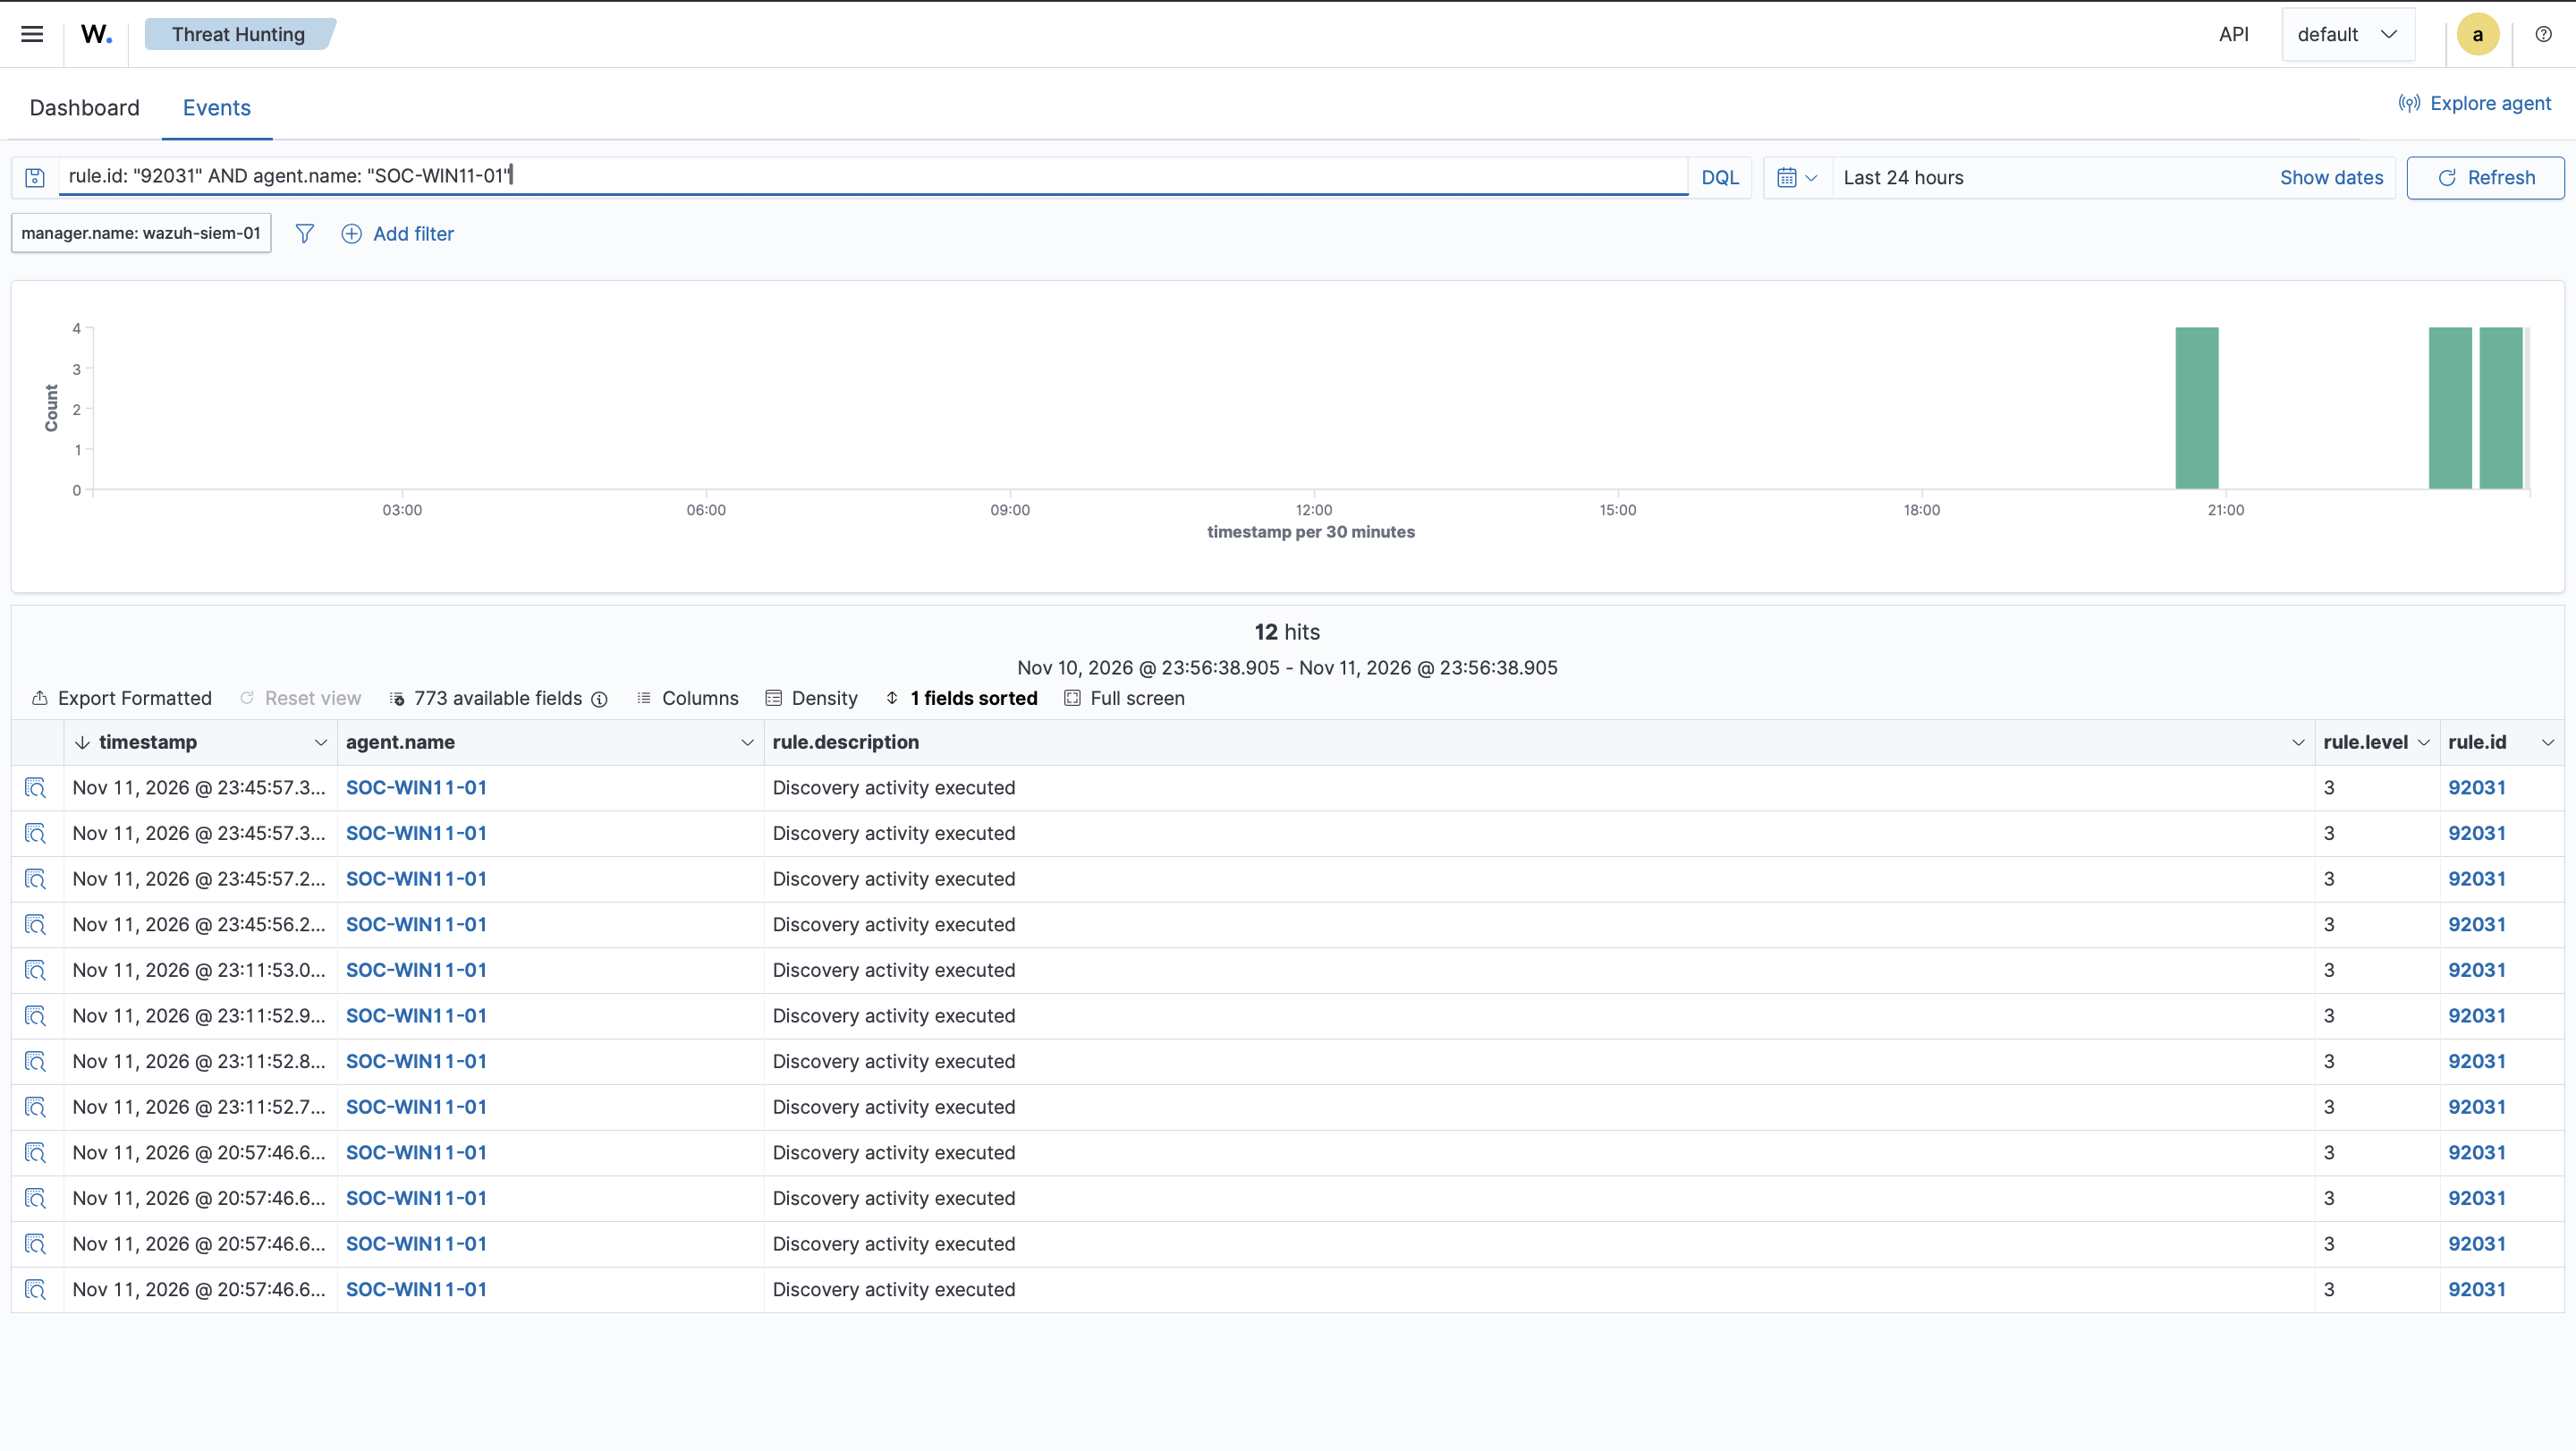 W. Threat Hunting API default a
Dashboard Events Explore agent
rule.id: "92031" AND agent.name: "SOC-WIN11-01" DQL Last 24 hours Show dates Refresh
manager.name: wazuh-siem-01 Add filter
4
3
2
1
0
Count
03:00 06:00 09:00 12:00 15:00 18:00 21:00
timestamp per 30 minutes
12 hits
Nov 10, 2026 @ 23:56:38.905 - Nov 11, 2026 @ 23:56:38.905
Export Formatted Reset view 773 available fields Columns Density 1 fields sorted Full screen
timestamp agent.name rule.description rule.level rule.id
Nov 11, 2026 @ 23:45:57.3... SOC-WIN11-01 Discovery activity executed 3 92031
Nov 11, 2026 @ 23:45:57.3... SOC-WIN11-01 Discovery activity executed 3 92031
Nov 11, 2026 @ 23:45:57.2... SOC-WIN11-01 Discovery activity executed 3 92031
Nov 11, 2026 @ 23:45:56.2... SOC-WIN11-01 Discovery activity executed 3 92031
Nov 11, 2026 @ 23:11:53.0... SOC-WIN11-01 Discovery activity executed 3 92031
Nov 11, 2026 @ 23:11:52.9... SOC-WIN11-01 Discovery activity executed 3 92031
Nov 11, 2026 @ 23:11:52.8... SOC-WIN11-01 Discovery activity executed 3 92031
Nov 11, 2026 @ 23:11:52.7... SOC-WIN11-01 Discovery activity executed 3 92031
Nov 11, 2026 @ 20:57:46.6... SOC-WIN11-01 Discovery activity executed 3 92031
Nov 11, 2026 @ 20:57:46.6... SOC-WIN11-01 Discovery activity executed 3 92031
Nov 11, 2026 @ 20:57:46.6... SOC-WIN11-01 Discovery activity executed 3 92031
Nov 11, 2026 @ 20:57:46.6... SOC-WIN11-01 Discovery activity executed 3 92031